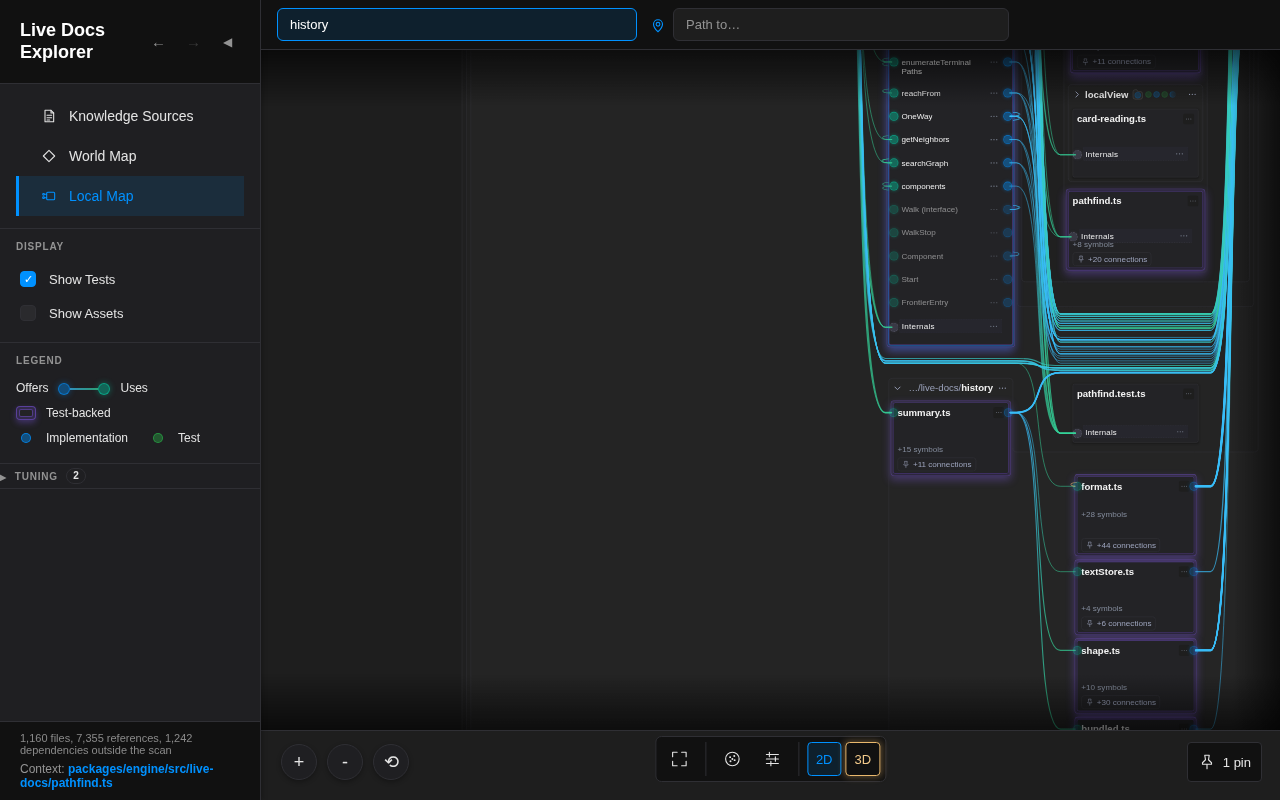 Live Docs
Explorer
← → ◀
history
Path to…
Knowledge Sources
World Map
Local Map
DISPLAY
Show Tests
Show Assets
LEGEND
Offers Uses
Test-backed
Implementation Test
TUNING 2
1,160 files, 7,355 references, 1,242
dependencies outside the scan
Context: packages/engine/src/live-
docs/pathfind.ts
enumerateTerminal
Paths
reachFrom
OneWay
getNeighbors
searchGraph
components
Walk (interface)
WalkStop
Component
Start
FrontierEntry
Internals
…/live-docs/history
summary.ts
+15 symbols
+11 connections
+11 connections
localView
card-reading.ts
Internals
pathfind.ts
Internals
+8 symbols
+20 connections
pathfind.test.ts
Internals
format.ts
+28 symbols
+44 connections
textStore.ts
+4 symbols
+6 connections
shape.ts
+10 symbols
+30 connections
bundled.ts
+ - ⟲
2D 3D
1 pin